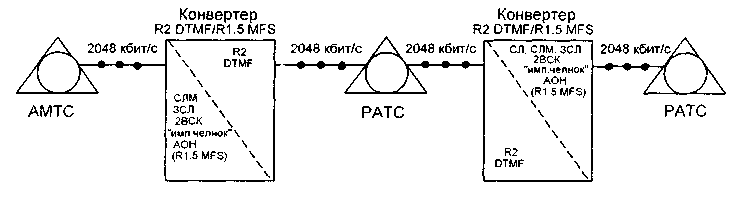 Конвертер
R2 DTMF/R1.5 MFS
Конвертер
R2 DTMF/R1.5 MFS
2048 кбит/с
R2
DTMF
СЛМ
ЗСЛ
2ВСК
"имп.челнок"
АОН
(R1.5 MFS)
2048 кбит/с
2048 кбит/с
СЛ, СЛМ, ЗСЛ
2ВСК
"имп.челнок"
АОН
(R1.5 MFS)
R2
DTMF
2048 кбит/с
АМТС
РАТС
РАТС